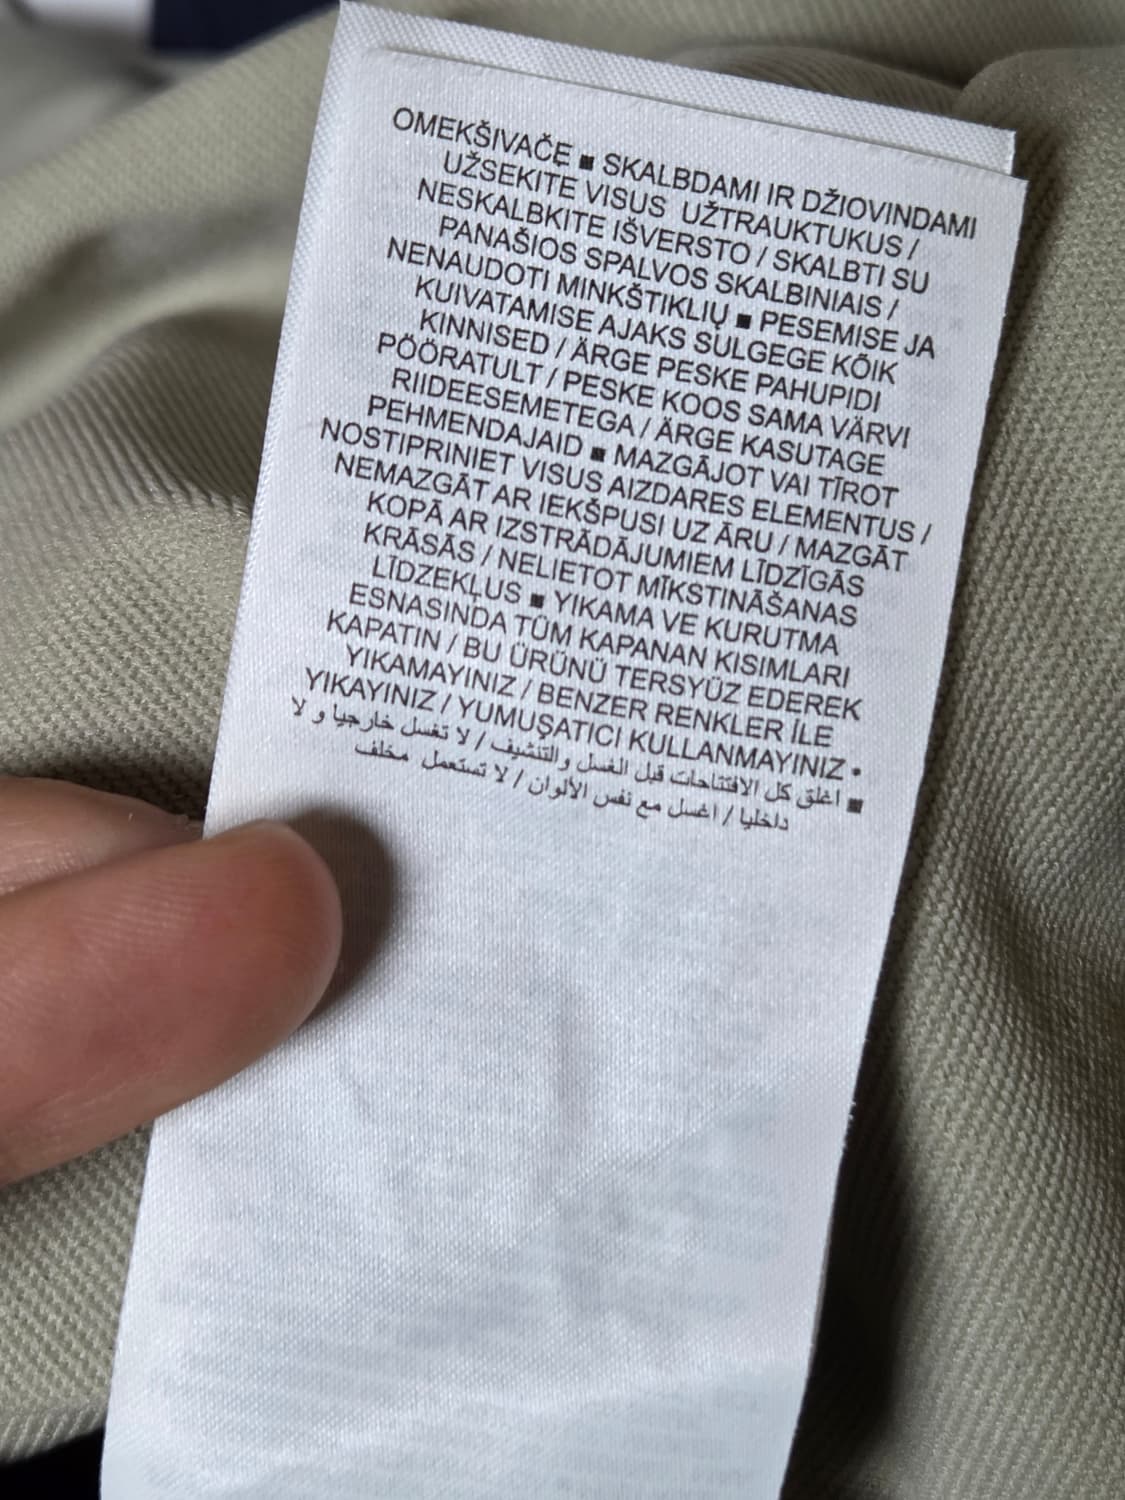 OMEKŠIVAČE ■ SKALBDAMI IR DŽIOVINDAMI
UŽSEKITE VISUS UŽTRAUKTUKUS /
NESKALBKITE IŠVERSTO / SKALBTI SU
PANAŠIOS SPALVOS SKALBINIAIS /
NENAUDOTI MINKŠTIKLIŲ ■ PESEMISE JA
KUIVATAMISE AJAKS SULGEGE KÕIK
KINNISED / ÄRGE PESKE PAHUPIDI
PÖÖRATULT / PESKE KOOS SAMA VÄRVI
RIIDEESEMETEGA / ÄRGE KASUTAGE
PEHMENDAJAID ■ MAZGĀJOT VAI TĪROT
NOSTIPRINIET VISUS AIZDARES ELEMENTUS /
NEMAZGĀT AR IEKŠPUSI UZ ĀRU / MAZGĀT
KOPĀ AR IZSTRĀDĀJUMIEM LĪDZĪGĀS
KRĀSĀS / NELIETOT MĪKSTINĀŠANAS
LĪDZEKĻUS ■ YIKAMA VE KURUTMA
ESNASINDA TÜM KAPANAN KISIMLARI
KAPATIN / BU ÜRÜNÜ TERSYÜZ EDEREK
YIKAMAYINIZ / BENZER RENKLER İLE
YIKAYINIZ / YUMUŞATICI KULLANMAYINIZ •
■ اغلق كل الافتتاحات قبل الغسل والتنشيف / لا تغسل خارجيا و لا
داخليا / اغسل مع نفس الألوان / لا تستعمل مخلف